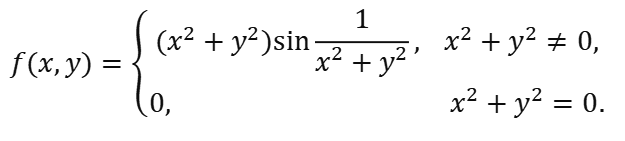 f(x, y) = { (x² + y²)sin 1/(x² + y²), x² + y² ≠ 0,
0, x² + y² = 0.